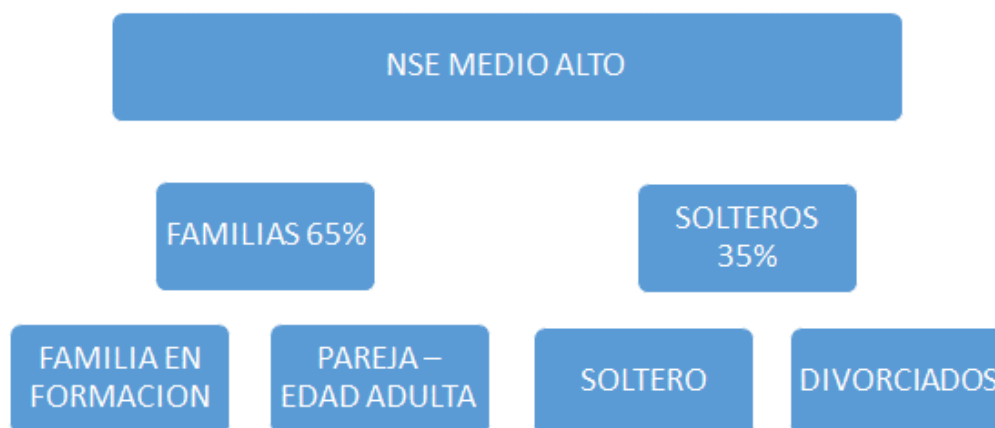 NSE MEDIO ALTO
FAMILIAS 65%
SOLTEROS
35%
FAMILIA EN
FORMACION
PAREJA –
EDAD ADULTA
SOLTERO
DIVORCIADOS